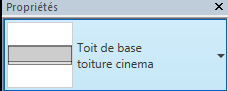 Propriétés
Toit de base
toiture cinema